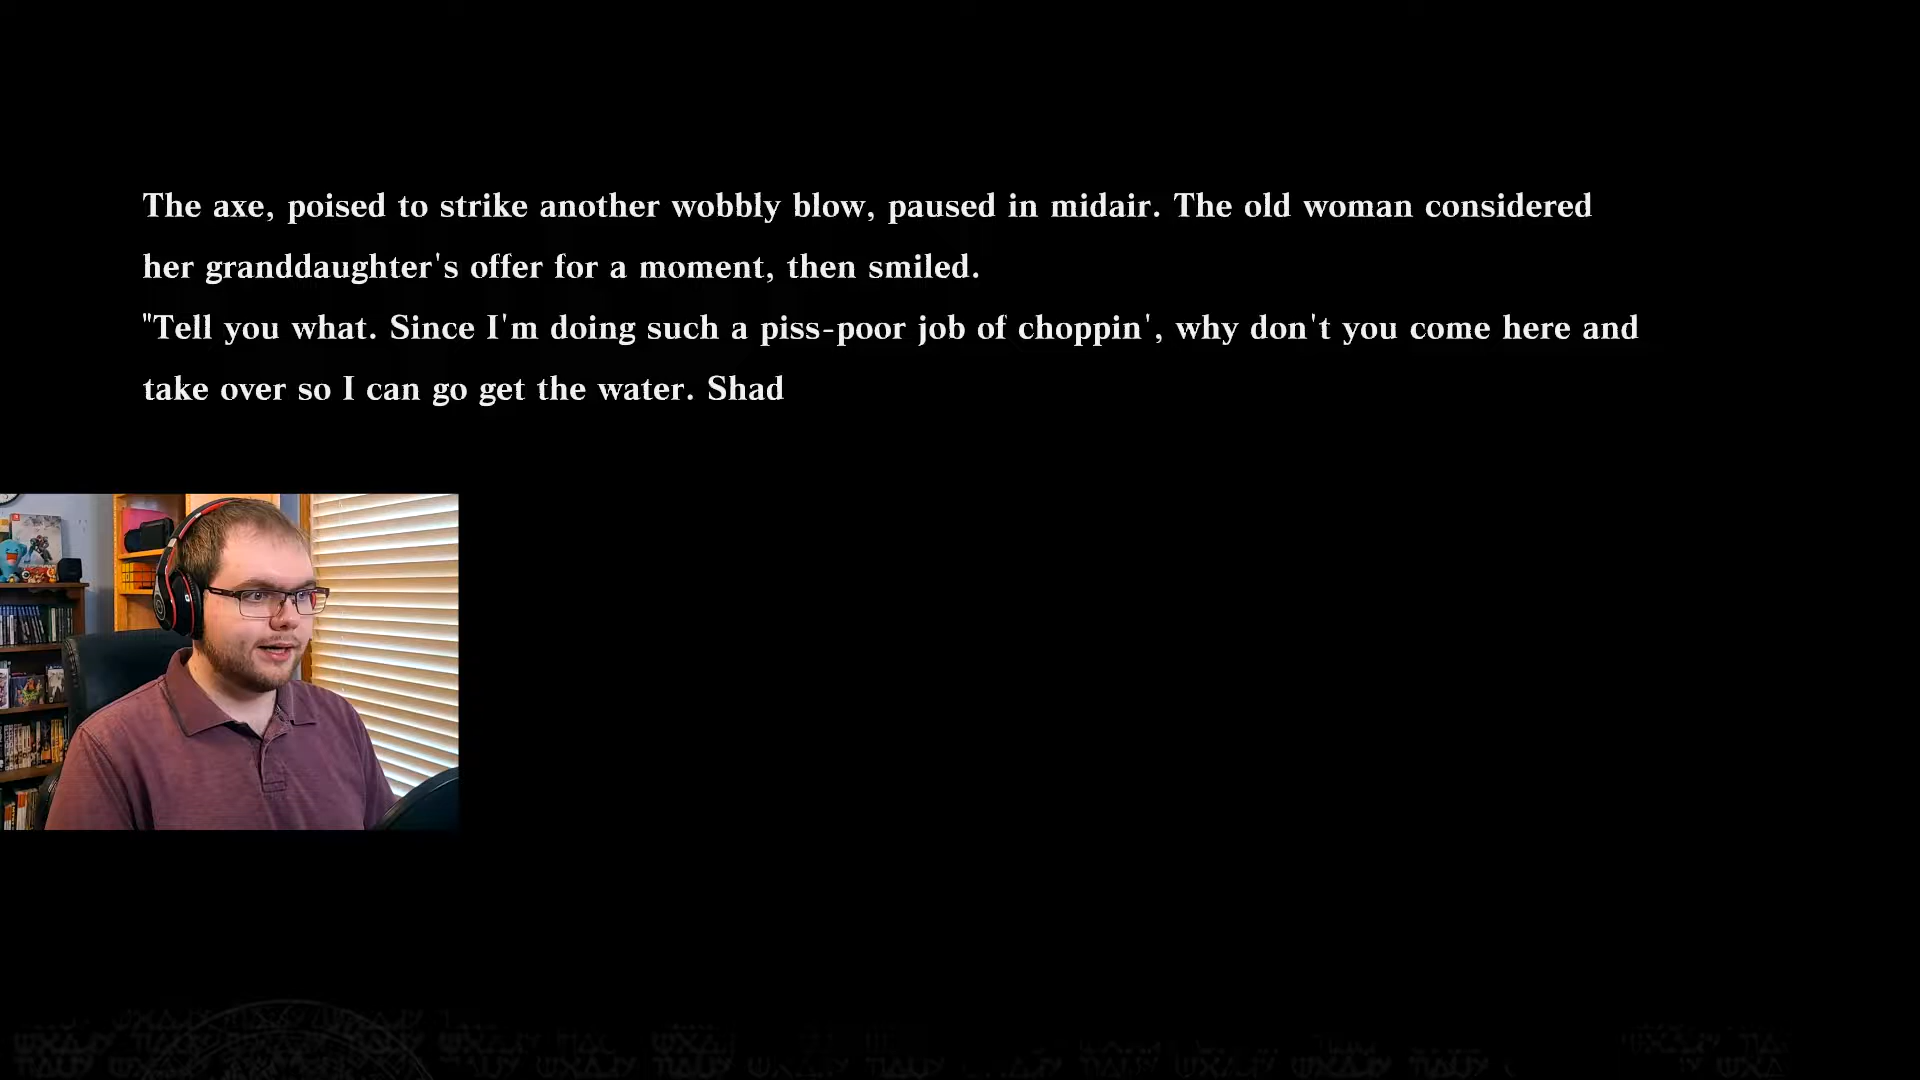 The axe, poised to strike another wobbly blow, paused in midair. The old woman considered
her granddaughter's offer for a moment, then smiled.
"Tell you what. Since I'm doing such a piss-poor job of choppin', why don't you come here and
take over so I can go get the water. Shad